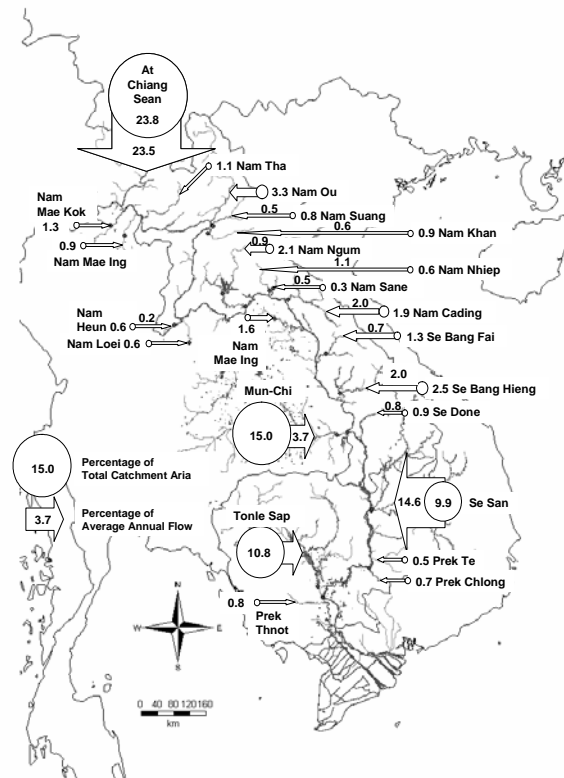 At
Chiang
Sean
23.8
23.5
1.1 Nam Tha
3.3 Nam Ou
Nam
Mae Kok
1.3
0.5
0.8 Nam Suang
0.6
0.9 Nam Khan
0.9
Nam Mae Ing
0.9
2.1 Nam Ngum
1.1
0.6 Nam Nhiep
0.5
0.3 Nam Sane
2.0
1.9 Nam Cading
Nam
Heun 0.6
0.2
1.6
Nam
Mae Ing
0.7
1.3 Se Bang Fai
Nam Loei 0.6
2.0
2.5 Se Bang Hieng
Mun-Chi
0.8
0.9 Se Done
15.0
3.7
15.0
Percentage of
Total Catchment Aria
3.7
Percentage of
Average Annual Flow
14.6
9.9
Se San
Tonle Sap
10.8
0.5 Prek Te
0.7 Prek Chlong
0.8
Prek
Thnot
N
W
E
S
0 40 80 120 160
km